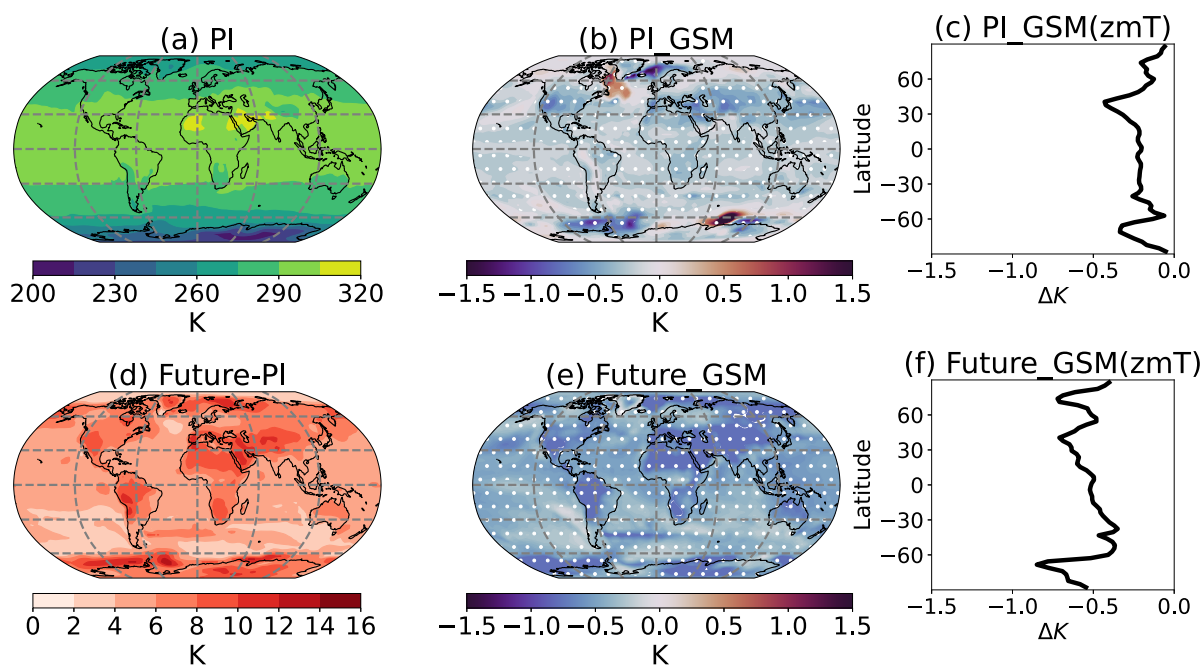 (a) PI
(b) PI_GSM
(c) PI_GSM(zmT)
60
30
0
−30
−60
Latitude
200 230 260 290 320
K
−1.5 −1.0 −0.5 0.0 0.5 1.0 1.5
K
−1.5 −1.0 −0.5 0.0
ΔK
(d) Future-PI
(e) Future_GSM
(f) Future_GSM(zmT)
60
30
0
−30
−60
Latitude
0 2 4 6 8 10 12 14 16
K
−1.5 −1.0 −0.5 0.0 0.5 1.0 1.5
K
−1.5 −1.0 −0.5 0.0
ΔK